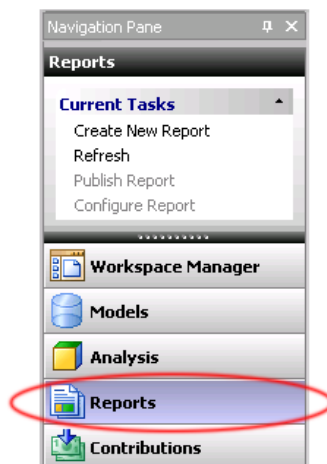 Navigation Pane
Reports
Current Tasks
Create New Report
Refresh
Publish Report
Configure Report
Workspace Manager
Models
Analysis
Reports
Contributions